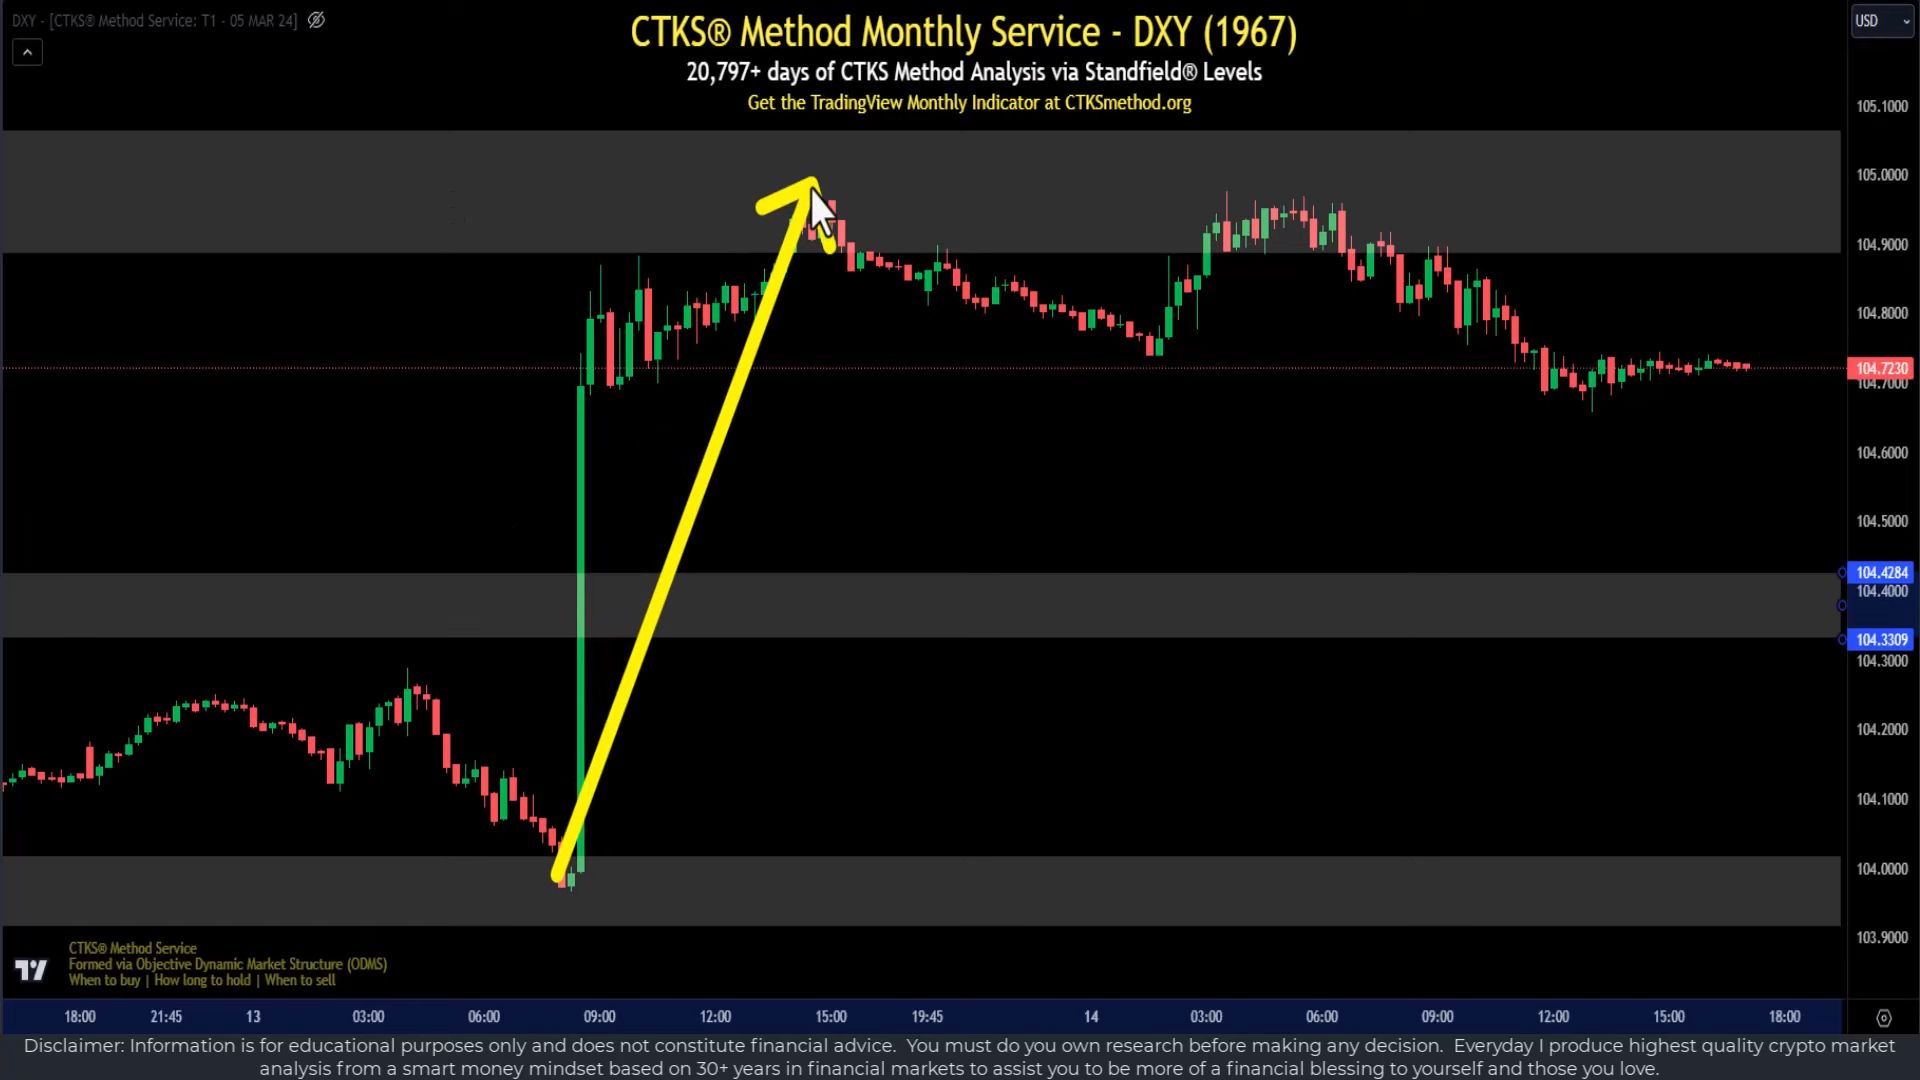 DXY - [CTKS® Method Service: T1 - 05 MAR 24]
CTKS® Method Monthly Service - DXY (1967)
20,797+ days of CTKS Method Analysis via Standfield® Levels
Get the TradingView Monthly Indicator at CTKSmethod.org
USD
105.1000
105.0000
104.9000
104.8000
104.7230
104.7000
104.6000
104.5000
104.4284
104.4000
104.3309
104.3000
104.2000
104.1000
104.0000
103.9000
CTKS® Method Service
Formed via Objective Dynamic Market Structure (ODMS)
When to buy | How long to hold | When to sell
18:00 21:45 13 03:00 06:00 09:00 12:00 15:00 19:45 14 03:00 06:00 09:00 12:00 15:00 18:00
Disclaimer: Information is for educational purposes only and does not constitute financial advice. You must do you own research before making any decision. Everyday I produce highest quality crypto market
analysis from a smart money mindset based on 30+ years in financial markets to assist you to be more of a financial blessing to yourself and those you love.